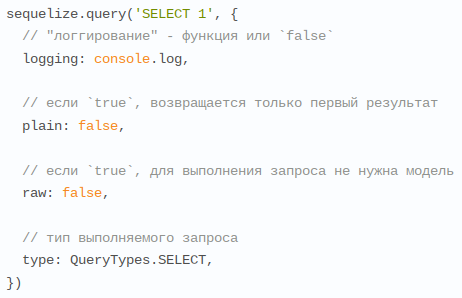 sequelize.query('SELECT 1', {
  // "логгирование" - функция или `false`
  logging: console.log,

  // если `true`, возвращается только первый результат
  plain: false,

  // если `true`, для выполнения запроса не нужна модель
  raw: false,

  // тип выполняемого запроса
  type: QueryTypes.SELECT,
})